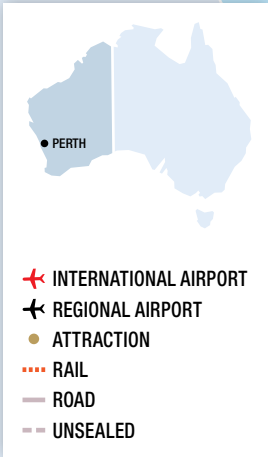 PERTH
INTERNATIONAL AIRPORT
REGIONAL AIRPORT
ATTRACTION
RAIL
ROAD
UNSEALED